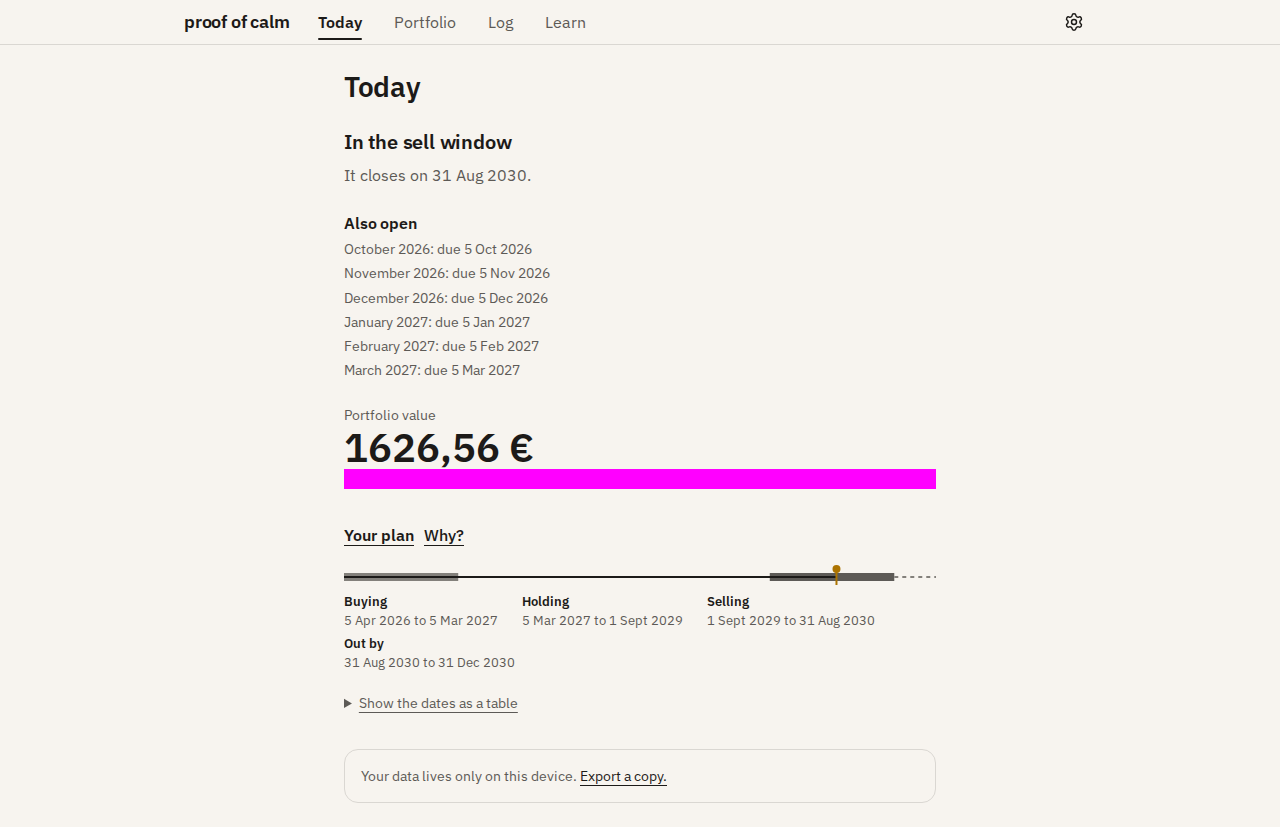 proof of calm Today Portfolio Log Learn
Today
In the sell window
It closes on 31 Aug 2030.
Also open
October 2026: due 5 Oct 2026
November 2026: due 5 Nov 2026
December 2026: due 5 Dec 2026
January 2027: due 5 Jan 2027
February 2027: due 5 Feb 2027
March 2027: due 5 Mar 2027
Portfolio value
1626,56 €
Your plan Why?
Buying Holding Selling
5 Apr 2026 to 5 Mar 2027 5 Mar 2027 to 1 Sept 2029 1 Sept 2029 to 31 Aug 2030
Out by
31 Aug 2030 to 31 Dec 2030
Show the dates as a table
Your data lives only on this device. Export a copy.